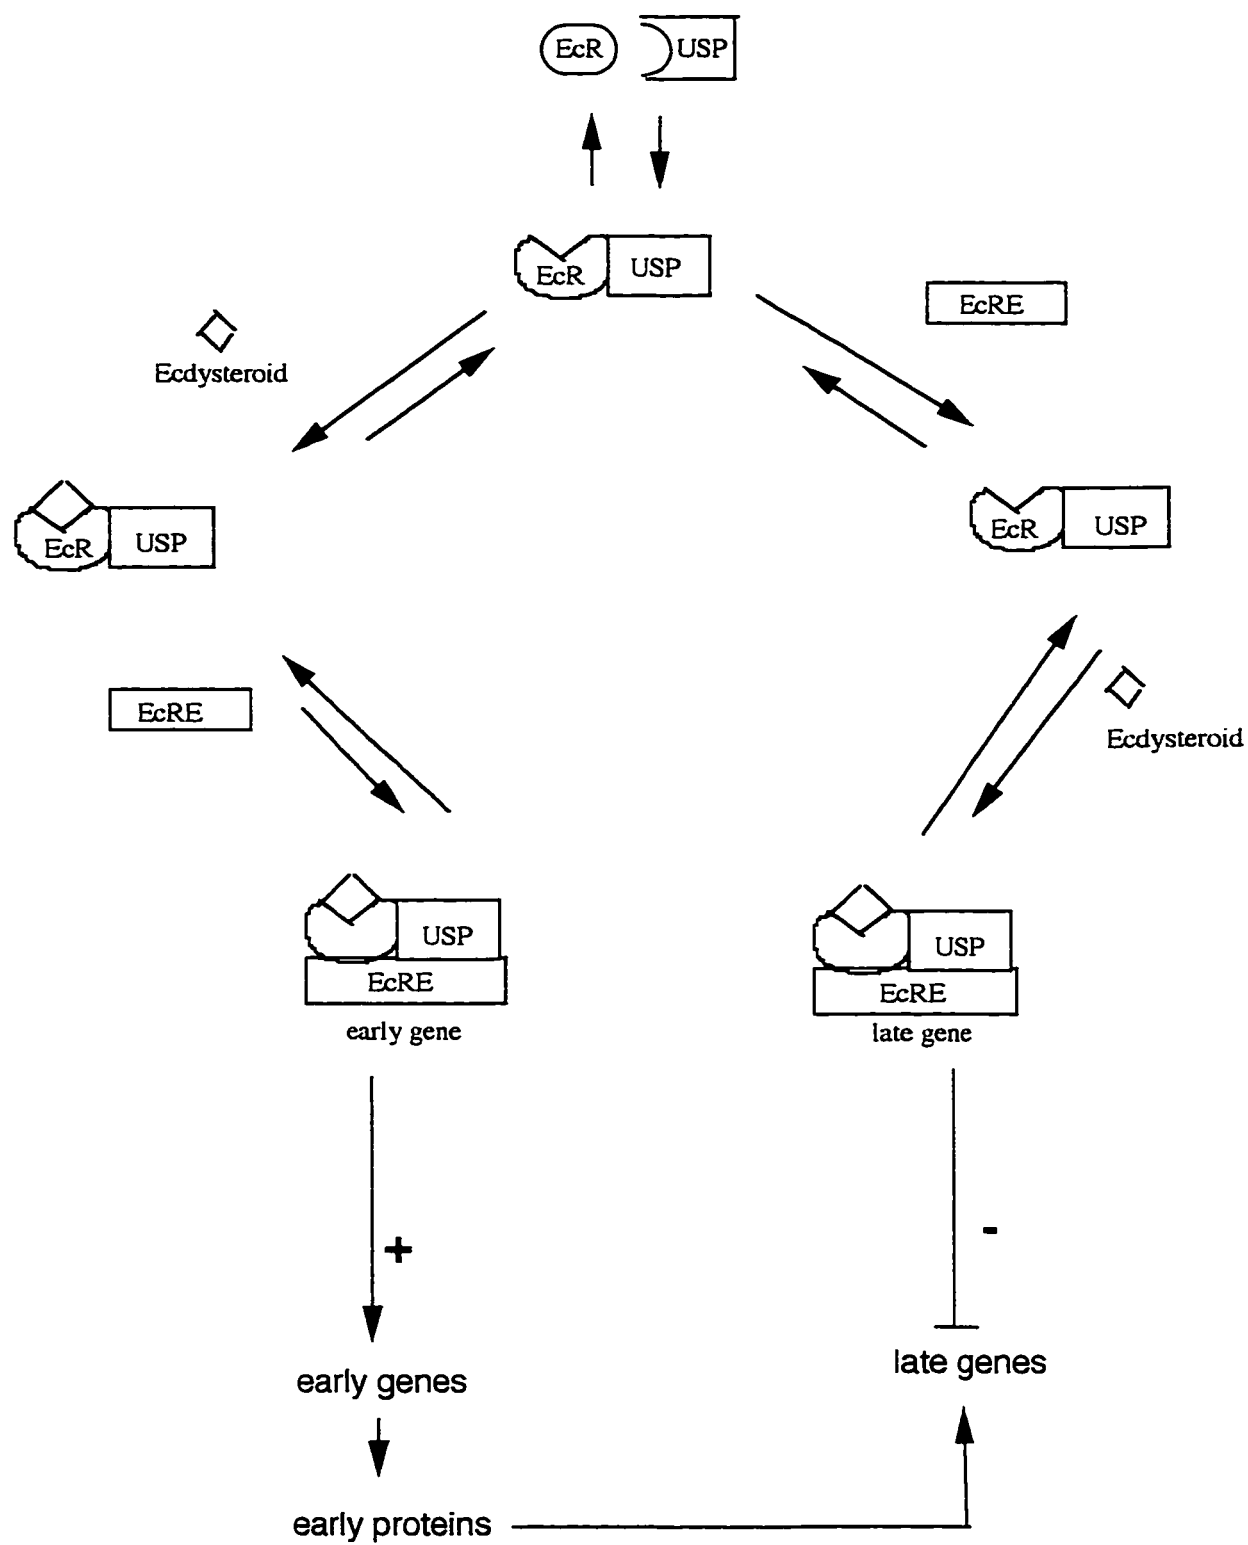 EcR USP
EcR USP
EcRE
Ecdysteroid
EcR USP
EcR USP
EcRE
Ecdysteroid
USP
EcRE
early gene
USP
EcRE
late gene
+
-
late genes
early genes
early proteins